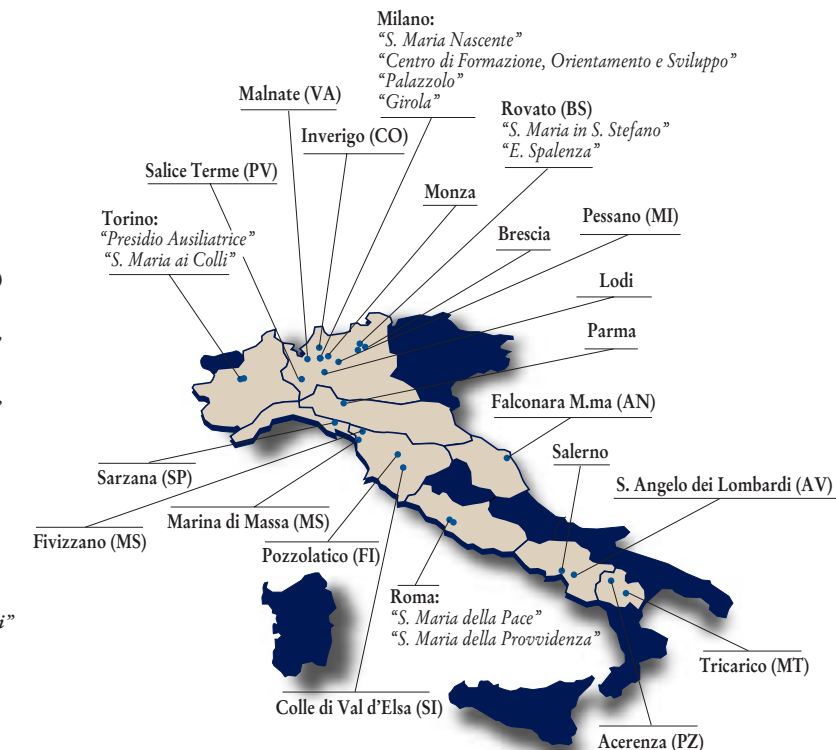 Milano:
“S. Maria Nascente”
“Centro di Formazione, Orientamento e Sviluppo”
“Palazzolo”
“Girola”
Malnate (VA)
Rovato (BS)
“S. Maria in S. Stefano”
“E. Spalenza”
Inverigo (CO)
Salice Terme (PV)
Monza
Torino:
“Presidio Ausiliatrice”
“S. Maria ai Colli”
Pessano (MI)
Brescia
)
Lodi
”
Parma
”
Falconara M.ma (AN)
Salerno
Sarzana (SP)
S. Angelo dei Lombardi (AV)
Marina di Massa (MS)
Fivizzano (MS)
Pozzolatico (FI)
Roma:
“S. Maria della Pace”
“S. Maria della Provvidenza”
i”
Tricarico (MT)
Colle di Val d’Elsa (SI)
Acerenza (PZ)